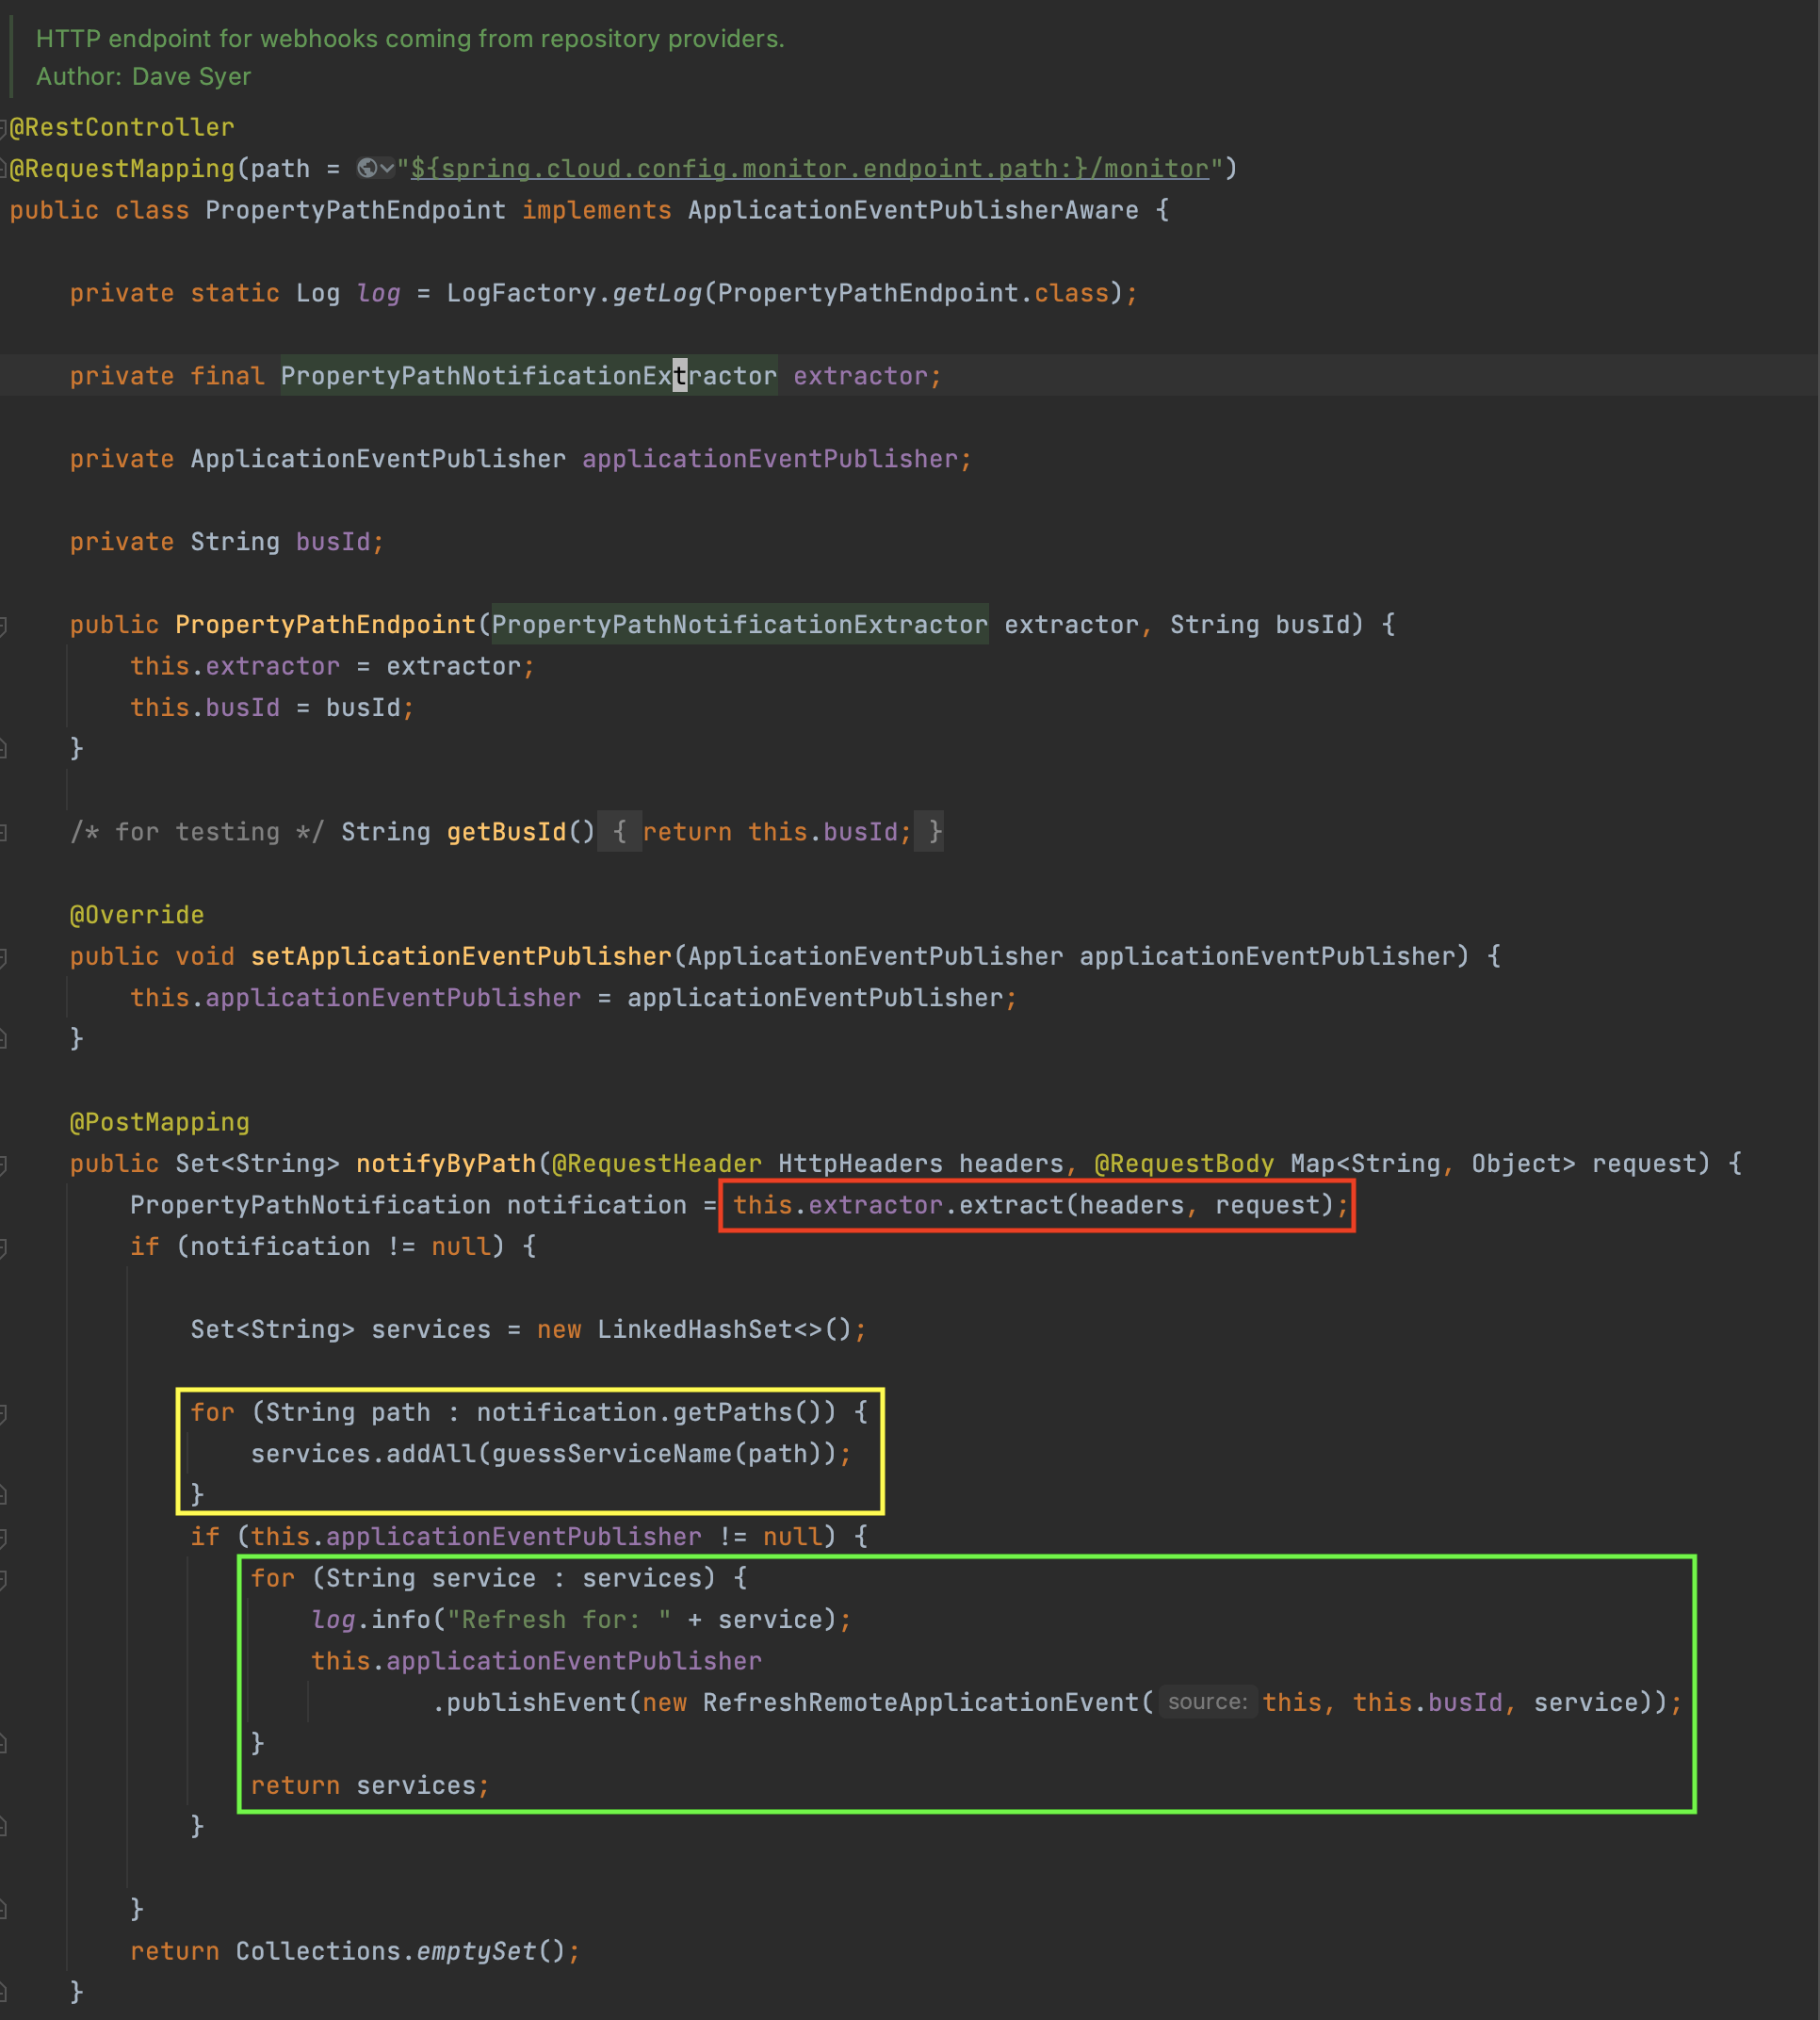 HTTP endpoint for webhooks coming from repository providers.
Author: Dave Syer
@RestController
@RequestMapping(path = "${spring.cloud.config.monitor.endpoint.path:}/monitor")
public class PropertyPathEndpoint implements ApplicationEventPublisherAware {
private static Log log = LogFactory.getLog(PropertyPathEndpoint.class);
private final PropertyPathNotificationExtractor extractor;
private ApplicationEventPublisher applicationEventPublisher;
private String busId;
public PropertyPathEndpoint(PropertyPathNotificationExtractor extractor, String busId) {
this.extractor = extractor;
this.busId = busId;
}
/* for testing */ String getBusId() { return this.busId; }
@Override
public void setApplicationEventPublisher(ApplicationEventPublisher applicationEventPublisher) {
this.applicationEventPublisher = applicationEventPublisher;
}
@PostMapping
public Set<String> notifyByPath(@RequestHeader HttpHeaders headers, @RequestBody Map<String, Object> request) {
PropertyPathNotification notification = this.extractor.extract(headers, request);
if (notification != null) {
Set<String> services = new LinkedHashSet<>();
for (String path : notification.getPaths()) {
services.addAll(guessServiceName(path));
}
if (this.applicationEventPublisher != null) {
for (String service : services) {
log.info("Refresh for: " + service);
this.applicationEventPublisher
.publishEvent(new RefreshRemoteApplicationEvent( source: this, this.busId, service));
}
return services;
}
}
return Collections.emptySet();
}